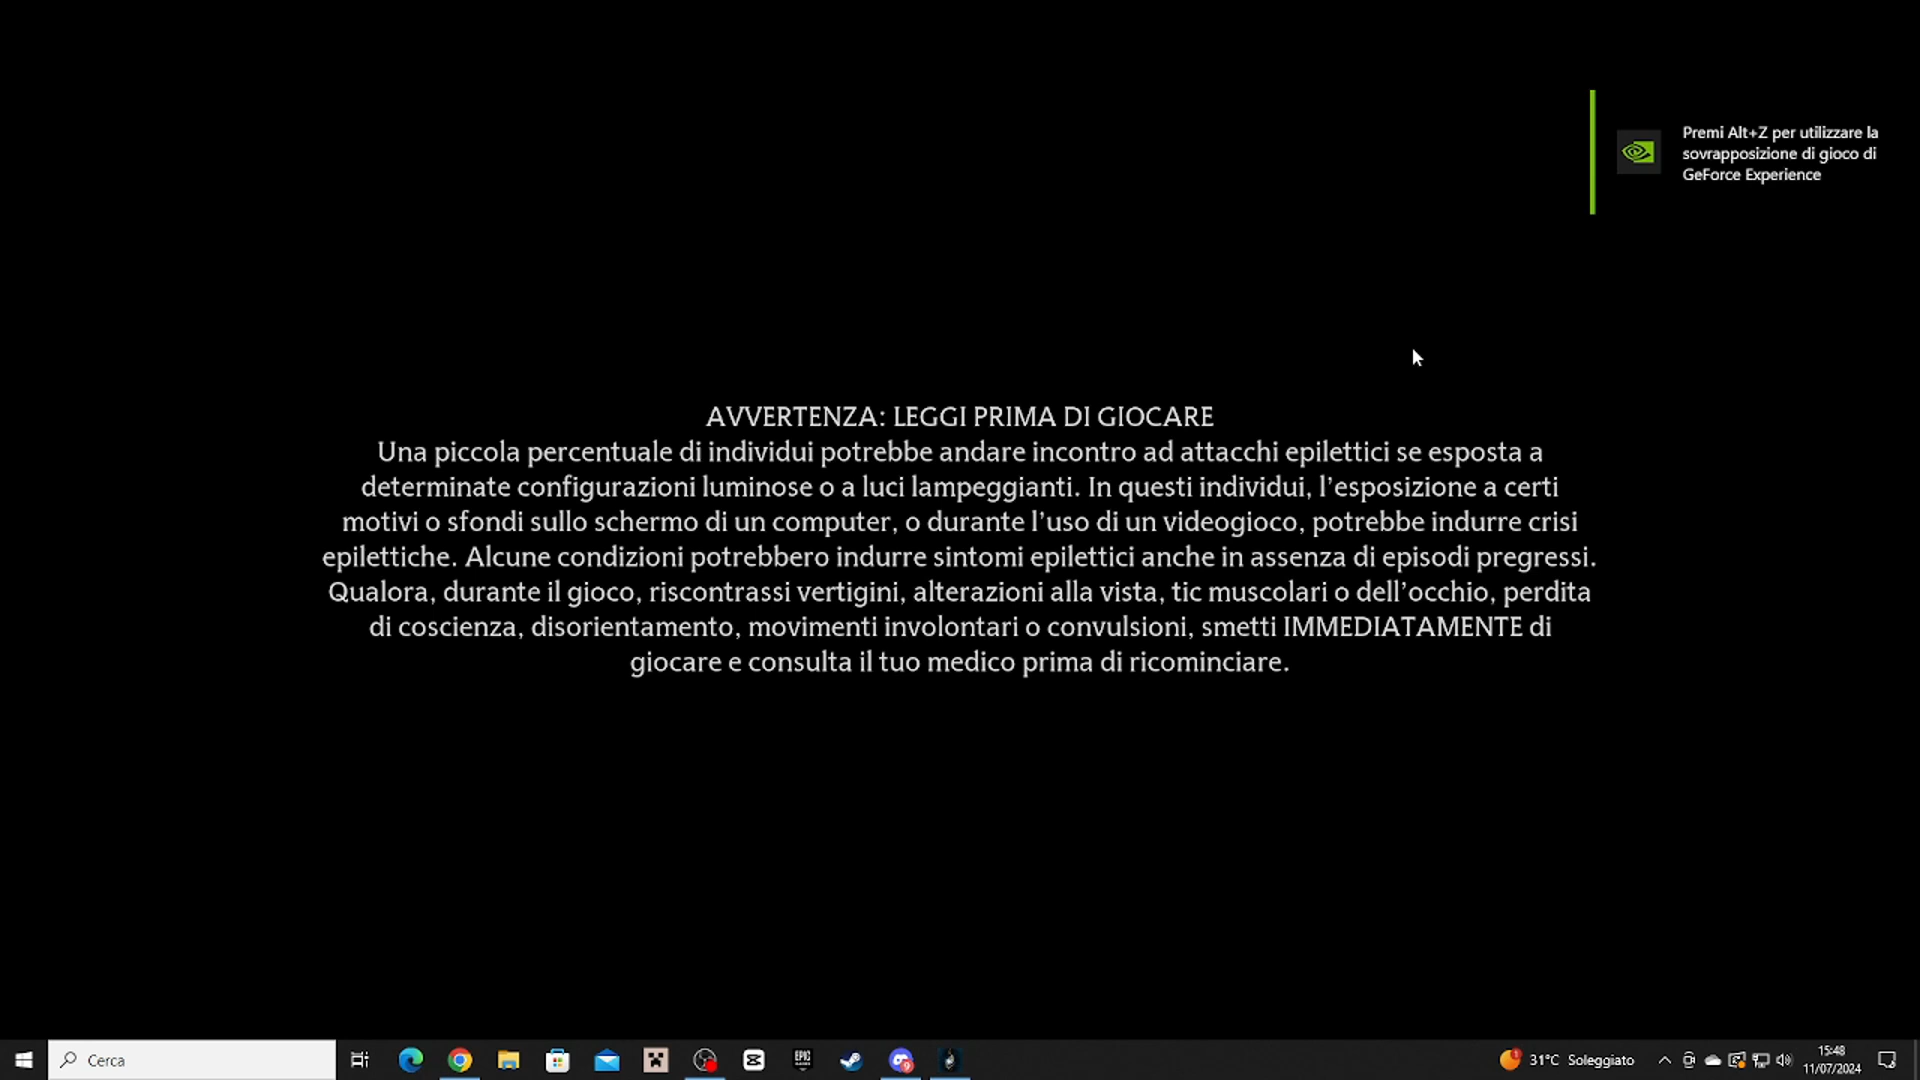 Premi Alt+Z per utilizzare la
sovrapposizione di gioco di
GeForce Experience
AVVERTENZA: LEGGI PRIMA DI GIOCARE
Una piccola percentuale di individui potrebbe andare incontro ad attacchi epilettici se esposta a
determinate configurazioni luminose o a luci lampeggianti. In questi individui, l'esposizione a certi
motivi o sfondi sullo schermo di un computer, o durante l'uso di un videogioco, potrebbe indurre crisi
epilettiche. Alcune condizioni potrebbero indurre sintomi epilettici anche in assenza di episodi pregressi.
Qualora, durante il gioco, riscontrassi vertigini, alterazioni alla vista, tic muscolari o dell'occhio, perdita
di coscienza, disorientamento, movimenti involontari o convulsioni, smetti IMMEDIATAMENTE di
giocare e consulta il tuo medico prima di ricominciare.
Cerca
EPIC
31°C Soleggiato
15:48
11/07/2024